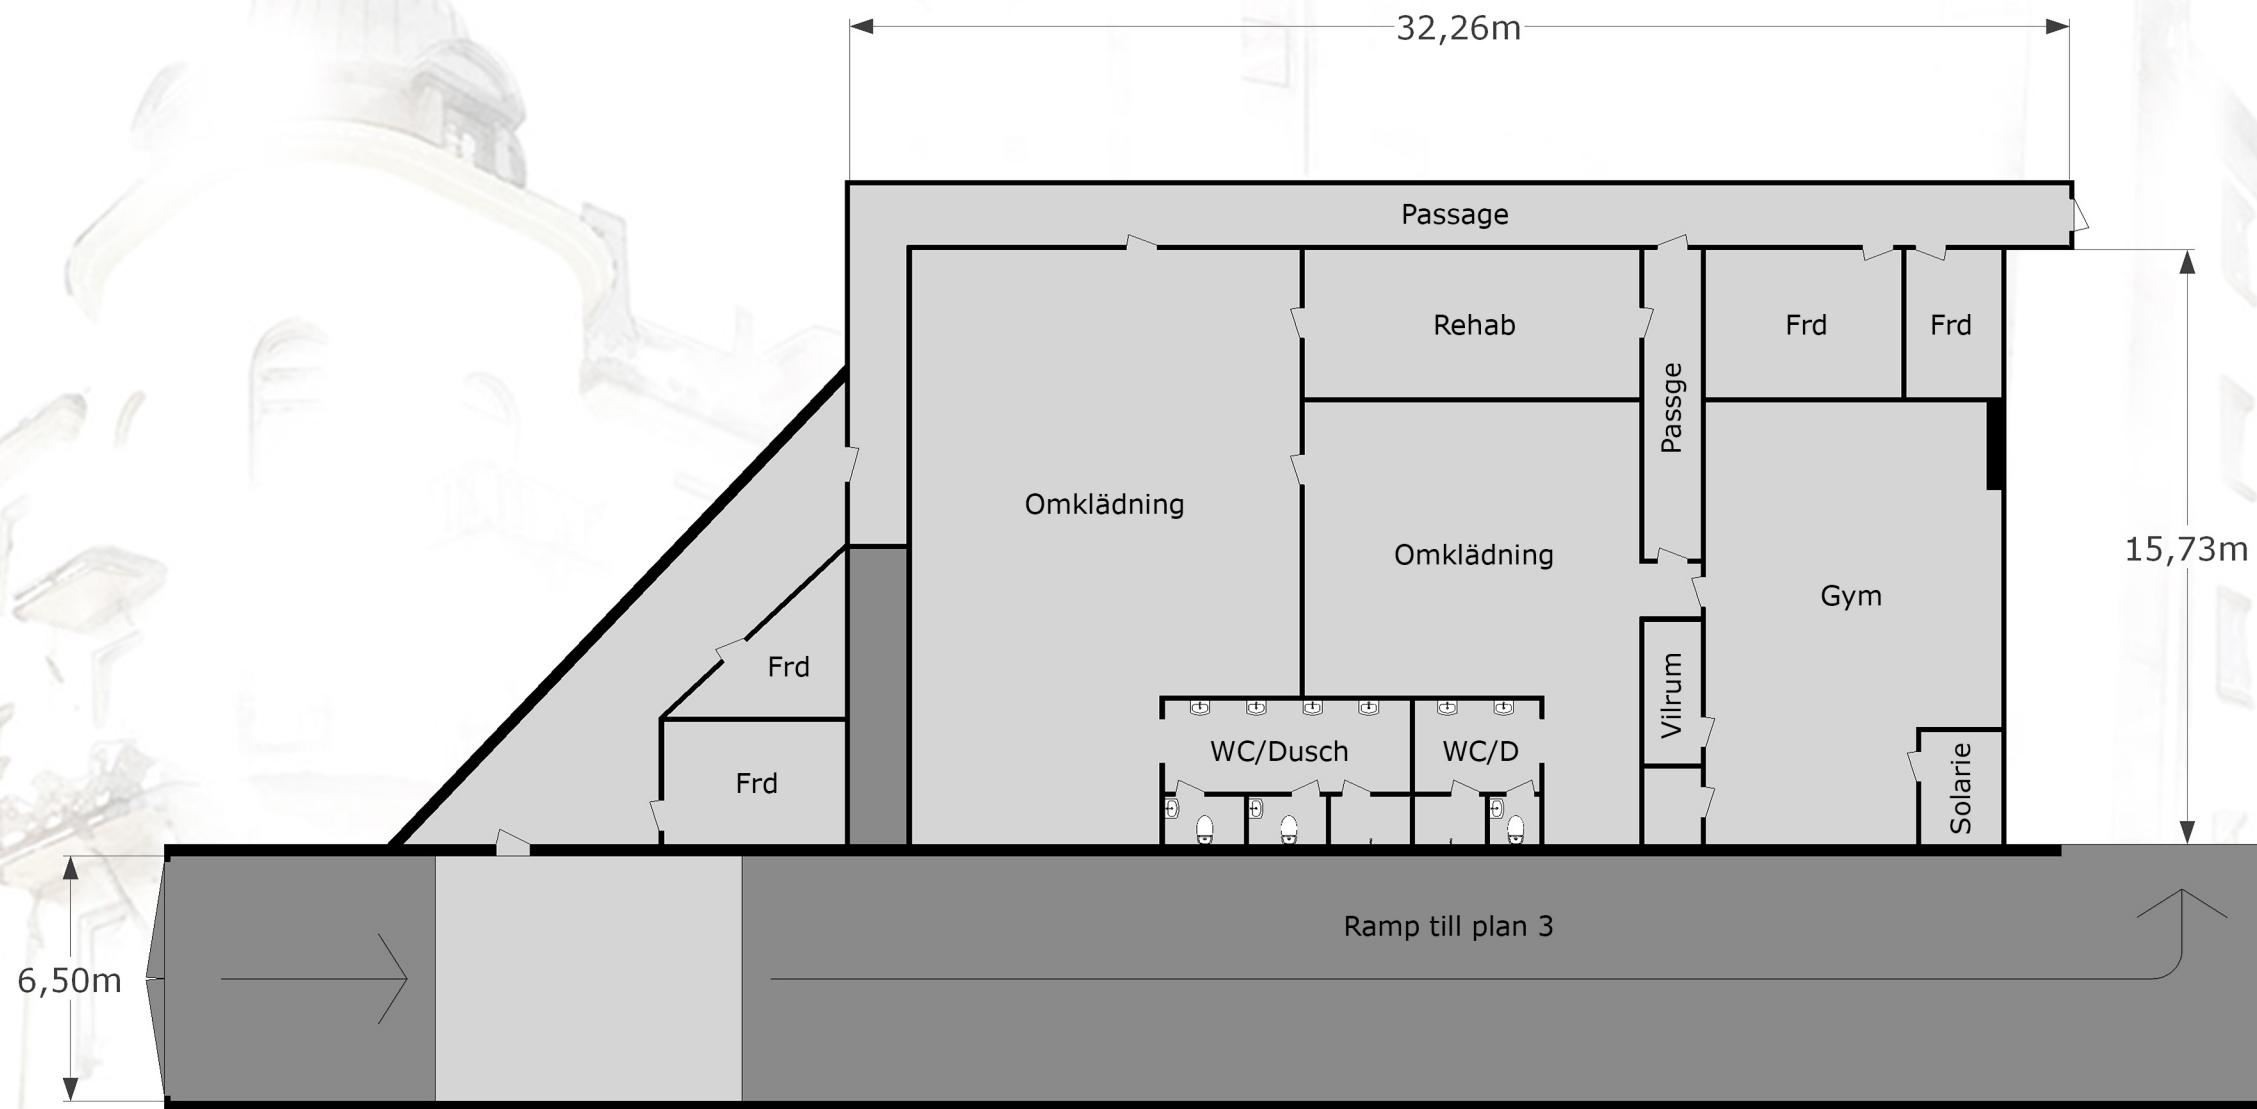 32,26m
Passage
Rehab
Frd
Frd
Passge
Omklädning
Omklädning
15,73m
Gym
Frd
Vilrum
WC/Dusch
WC/D
Frd
Solarie
Ramp till plan 3
6,50m